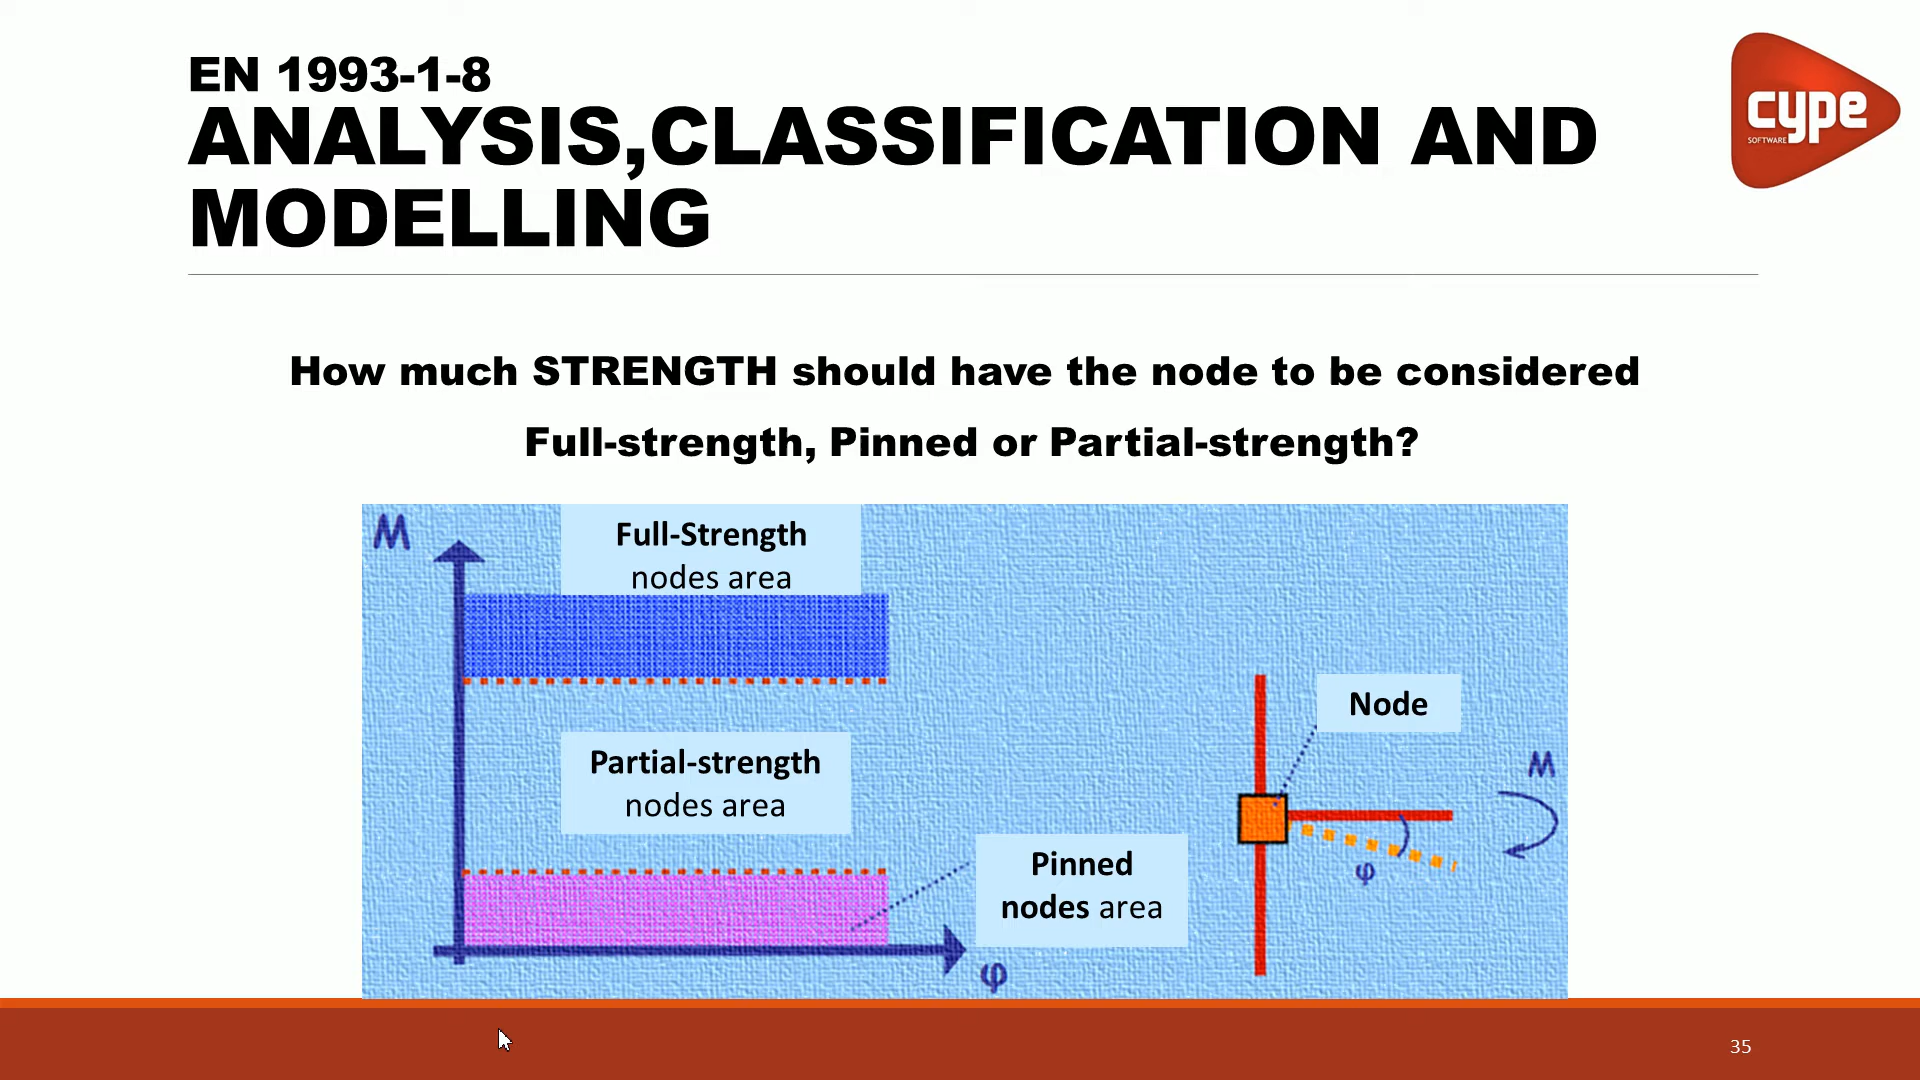 EN 1993-1-8
ANALYSIS,CLASSIFICATION AND
MODELLING
cype
SOFTWARE
How much STRENGTH should have the node to be considered
Full-strength, Pinned or Partial-strength?
M
Full-Strength
nodes area
Partial-strength
nodes area
Pinned
nodes area
φ
Node
M
φ
35